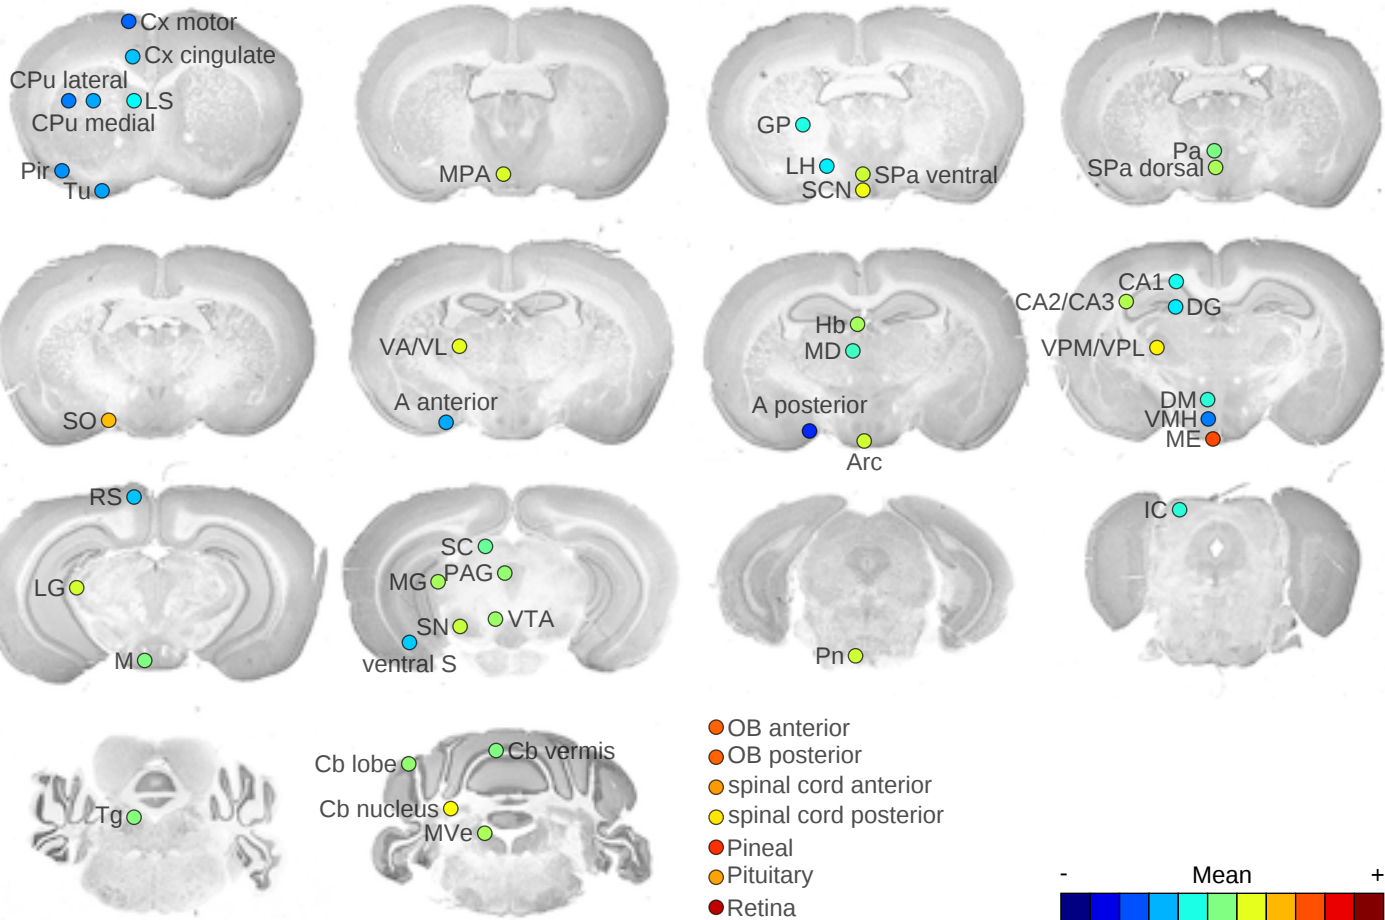 Cx motor
Cx cingulate
CPu lateral
LS
CPu medial
Pir
Tu
MPA
GP
LH
SPa ventral
SCN
Pa
SPa dorsal
SO
VA/VL
A anterior
Hb
MD
A posterior
Arc
CA1
CA2/CA3
DG
VPM/VPL
DM
VMH
ME
RS
LG
M
SC
MG
PAG
SN
VTA
ventral S
Pn
IC
Tg
Cb lobe
Cb vermis
Cb nucleus
MVe
OB anterior
OB posterior
spinal cord anterior
spinal cord posterior
Pineal
Pituitary
Retina
- Mean +